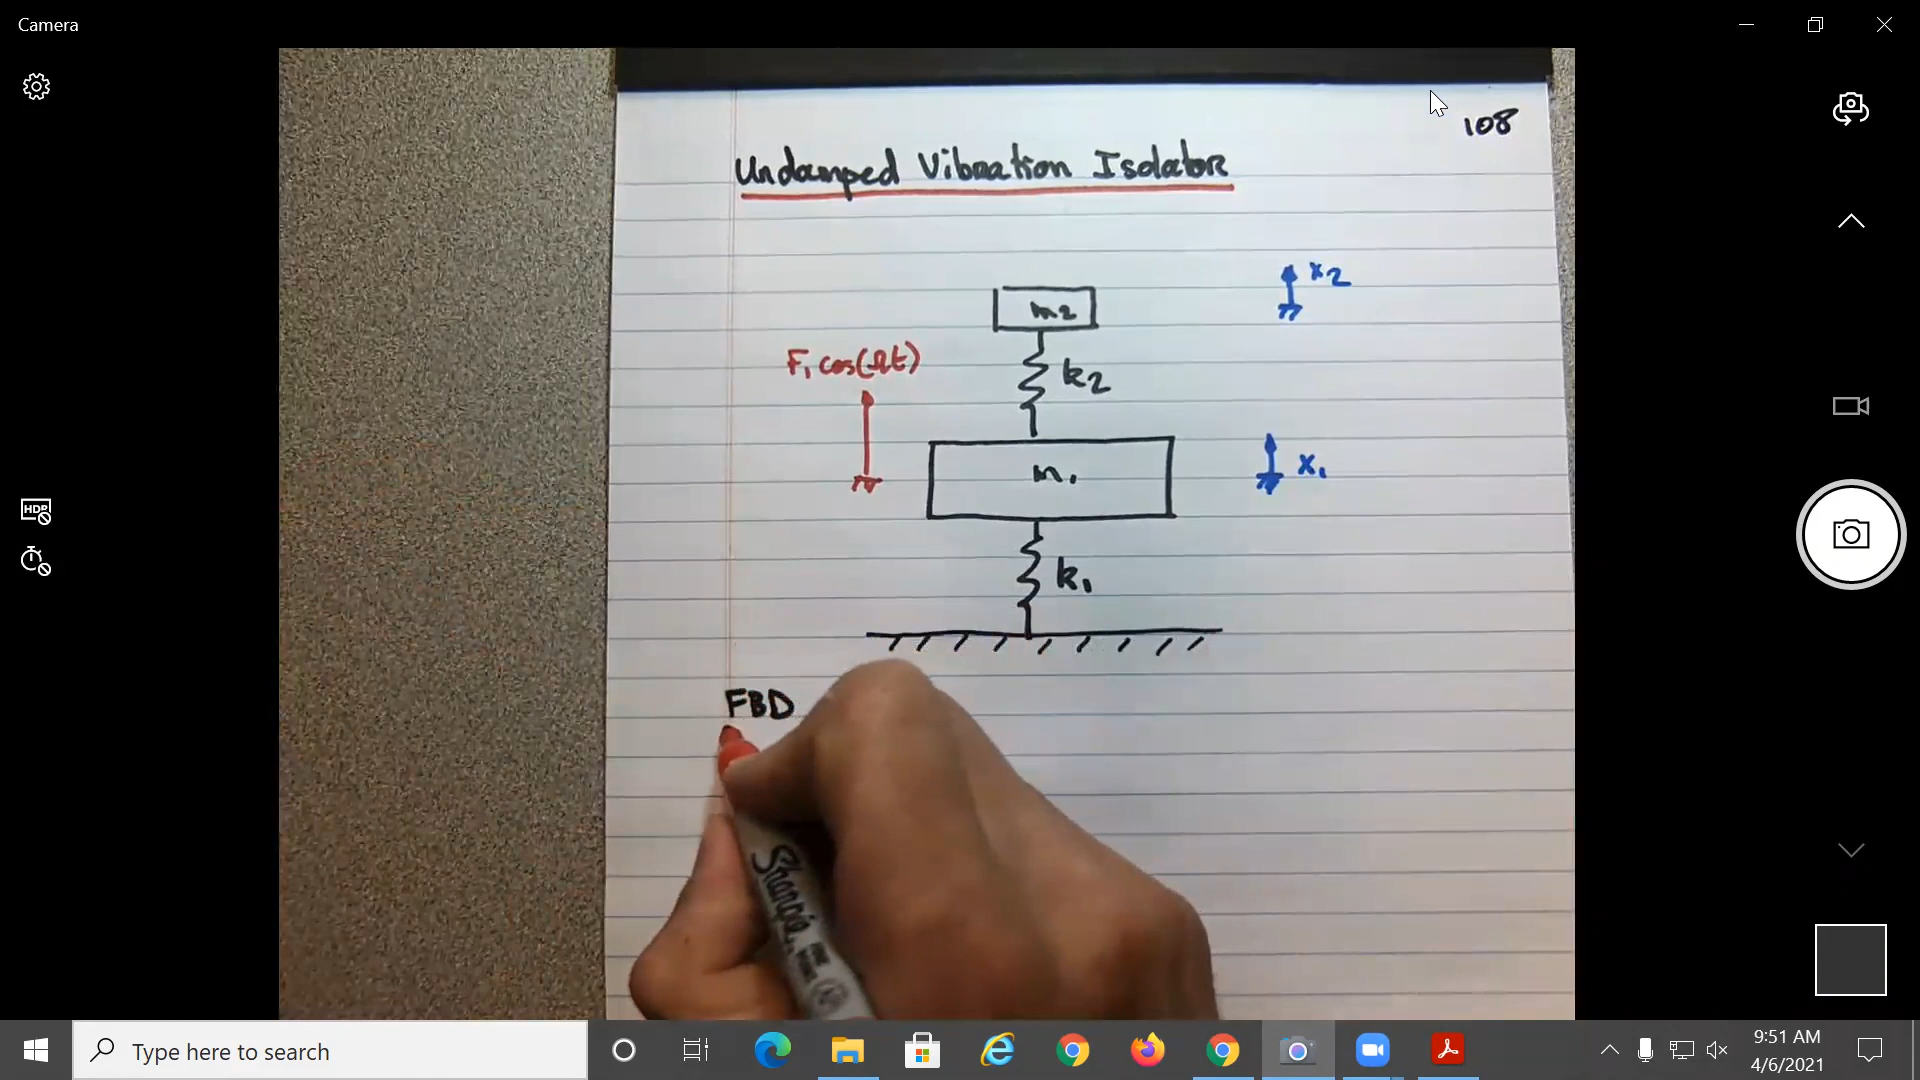 Camera
108
Undamped Vibration Isolator
x2
m2
F1 cos(Ωt)
k2
m1
x1
k1
FBD
Sharpie
HDR
Type here to search
9:51 AM
4/6/2021